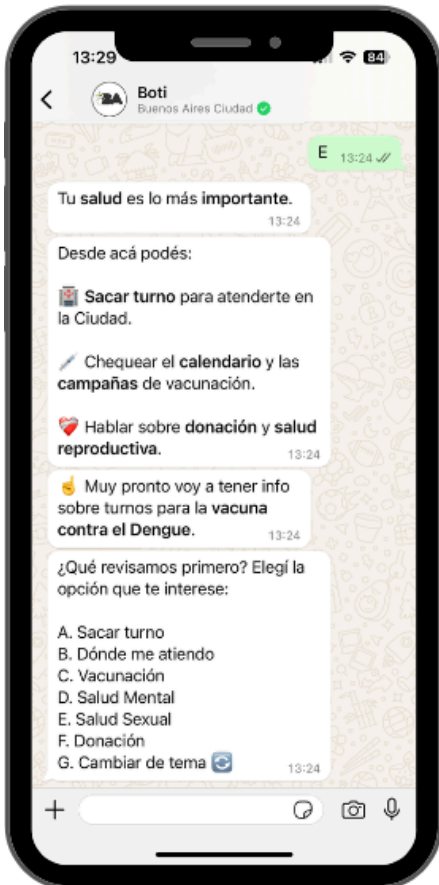 13:29
84
BA
Boti
Buenos Aires Ciudad
E 13:24
Tu salud es lo más importante.
13:24
Desde acá podés:
Sacar turno para atenderte en
la Ciudad.
Chequear el calendario y las
campañas de vacunación.
Hablar sobre donación y salud
reproductiva.
13:24
Muy pronto voy a tener info
sobre turnos para la vacuna
contra el Dengue.
13:24
¿Qué revisamos primero? Elegí la
opción que te interese:
A. Sacar turno
B. Dónde me atiendo
C. Vacunación
D. Salud Mental
E. Salud Sexual
F. Donación
G. Cambiar de tema
13:24